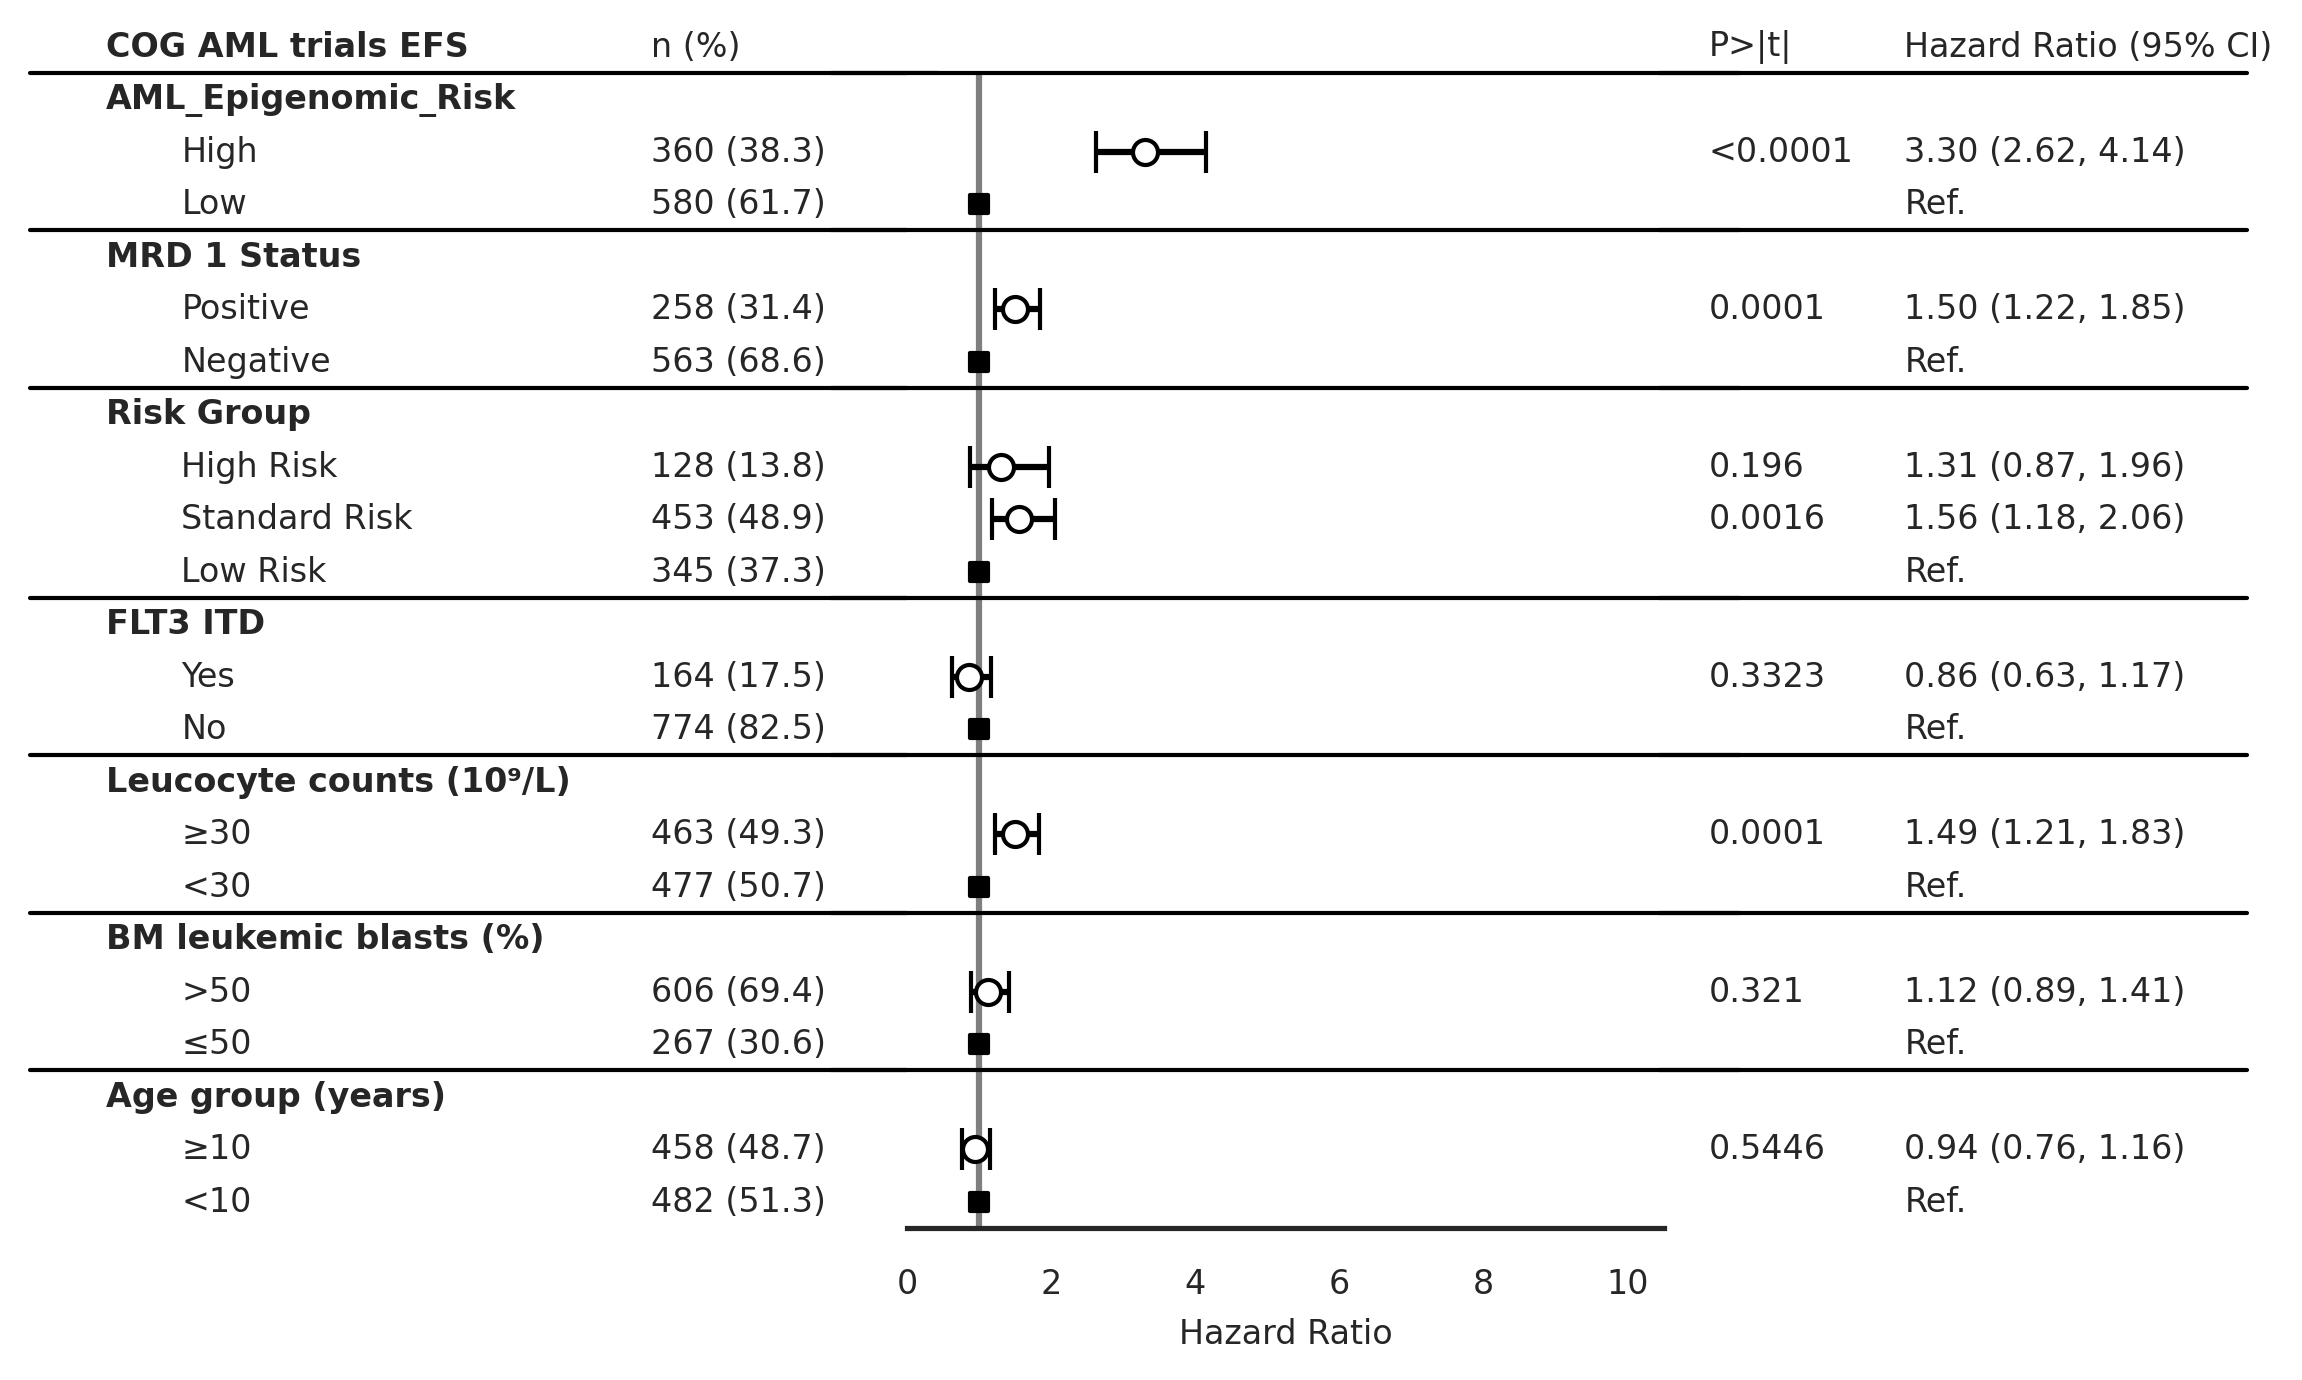 COG AML trials EFS n (%) P>|t| Hazard Ratio (95% CI)
AML_Epigenomic_Risk
High 360 (38.3) <0.0001 3.30 (2.62, 4.14)
Low 580 (61.7) Ref.
MRD 1 Status
Positive 258 (31.4) 0.0001 1.50 (1.22, 1.85)
Negative 563 (68.6) Ref.
Risk Group
High Risk 128 (13.8) 0.196 1.31 (0.87, 1.96)
Standard Risk 453 (48.9) 0.0016 1.56 (1.18, 2.06)
Low Risk 345 (37.3) Ref.
FLT3 ITD
Yes 164 (17.5) 0.3323 0.86 (0.63, 1.17)
No 774 (82.5) Ref.
Leucocyte counts (10⁹/L)
≥30 463 (49.3) 0.0001 1.49 (1.21, 1.83)
<30 477 (50.7) Ref.
BM leukemic blasts (%)
>50 606 (69.4) 0.321 1.12 (0.89, 1.41)
≤50 267 (30.6) Ref.
Age group (years)
≥10 458 (48.7) 0.5446 0.94 (0.76, 1.16)
<10 482 (51.3) Ref.
0 2 4 6 8 10
Hazard Ratio